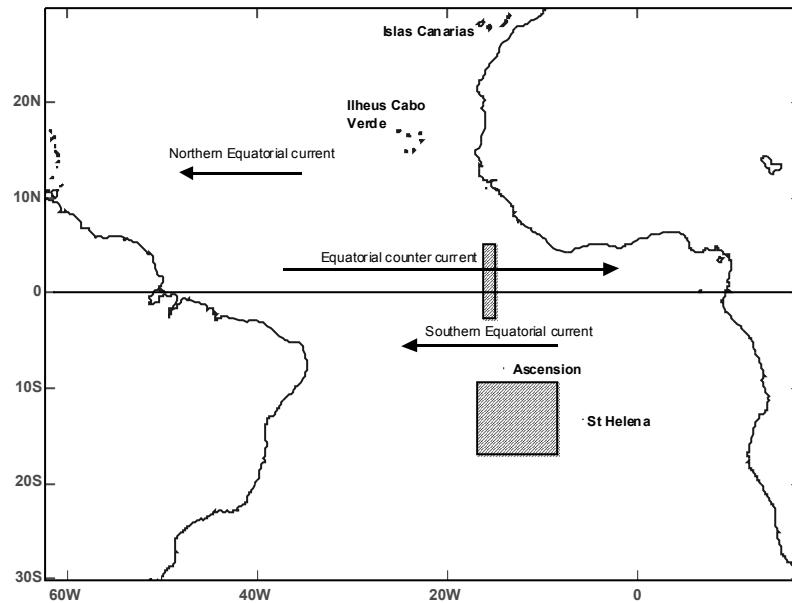 Islas Canarias
20N
Ilheus Cabo
Verde
Northern Equatorial current
10N
Equatorial counter current
0
Southern Equatorial current
Ascension
10S
St Helena
20S
30S
60W
40W
20W
0